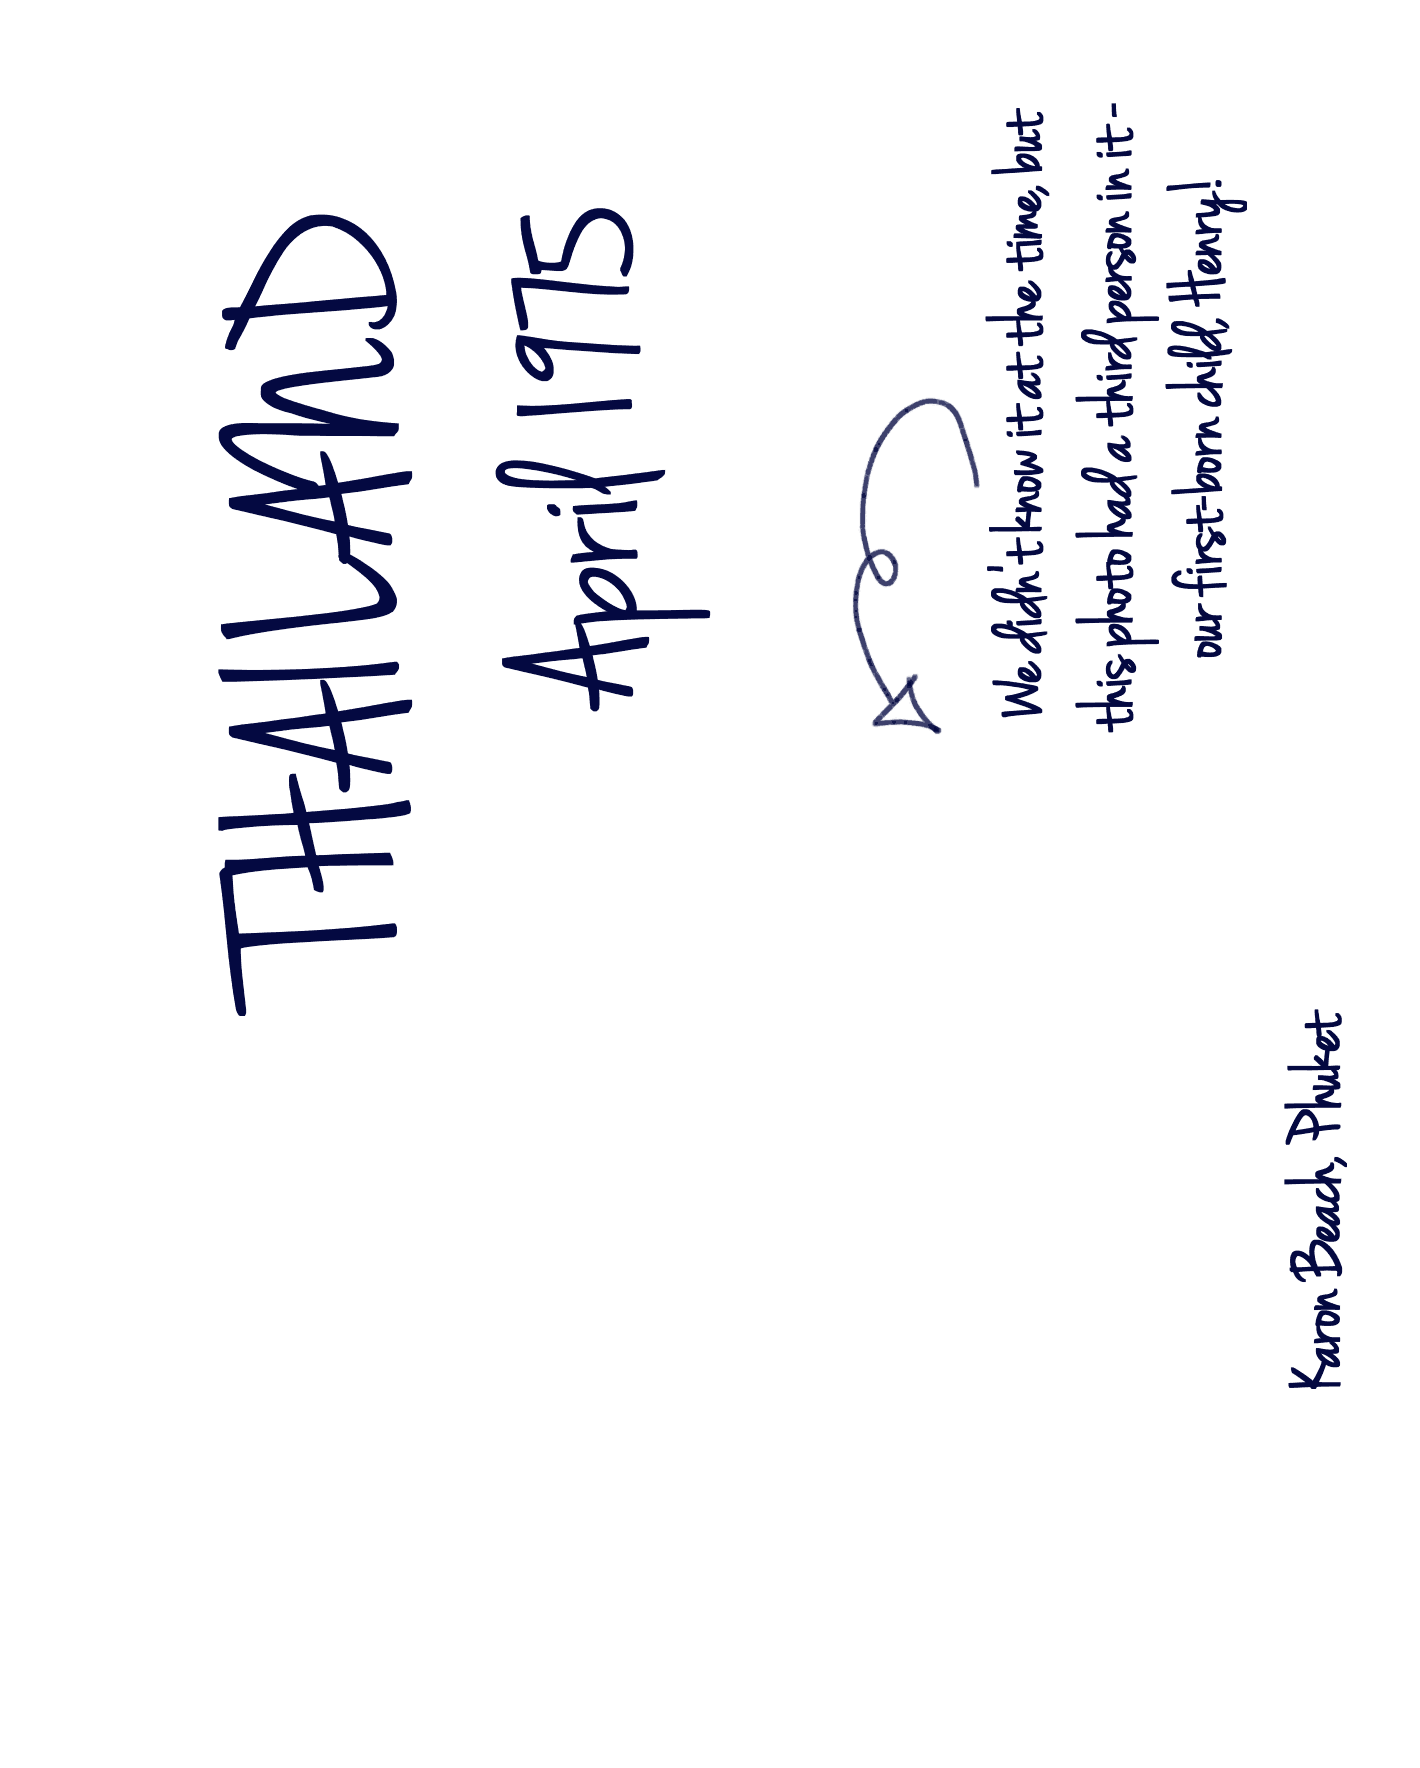 THAILAND
April 1975
We didn't know it at the time, but
this photo had a third person in it -
our first-born child, Henry!
Karon Beach, Phuket